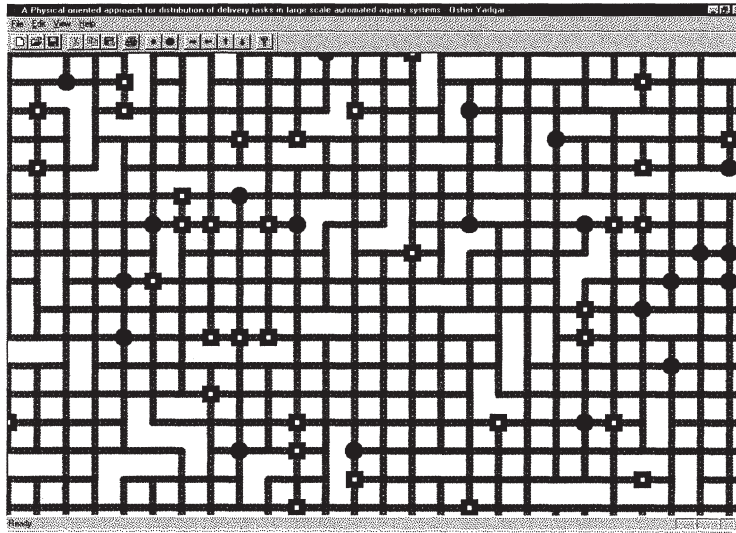 A Physical oriented approach for distribution of delivery tasks in large scale automated agents systems Osher Yadgar
File Edit View Help
Ready